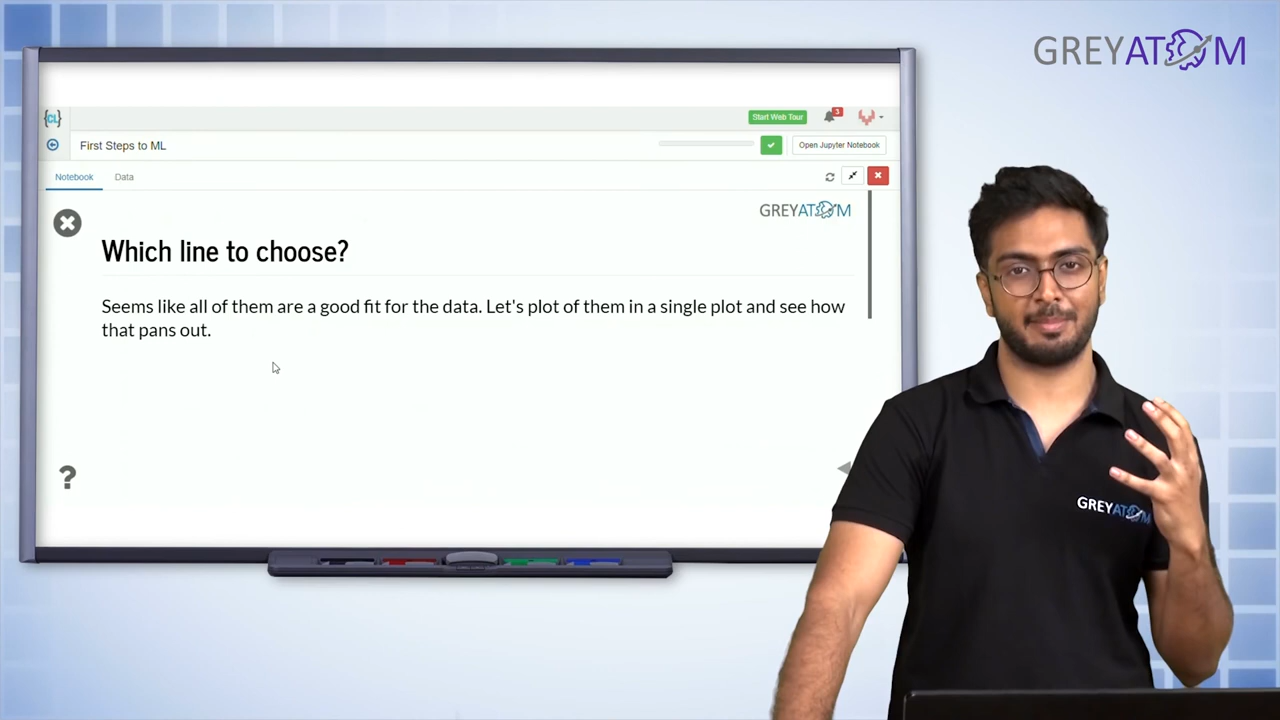 GREYATOM
{CL}
Start Web Tour
3
First Steps to ML
Open Jupyter Notebook
Notebook
Data
GREYATOM
Which line to choose?
Seems like all of them are a good fit for the data. Let's plot of them in a single plot and see how
that pans out.
?
GREYATOM